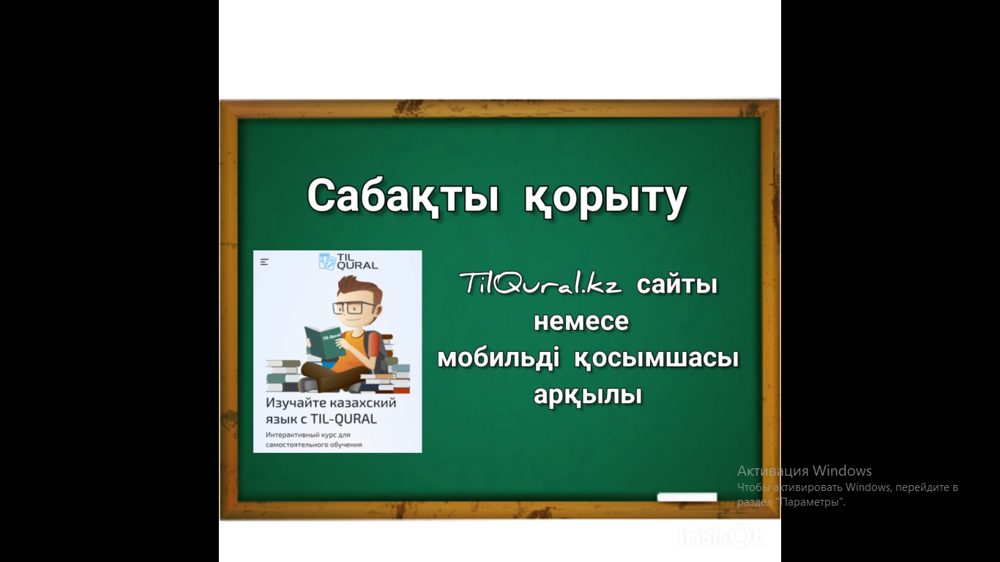 Сабақты қорыту
TIL
QURAL
Til-Qural
Изучайте казахский
язык с TIL-QURAL
Интерактивный курс для
самостоятельного обучения
TilQural.kz сайты
немесе
мобильді қосымшасы
арқылы
Активация Windows
Чтобы активировать Windows, перейдите в
раздел "Параметры".
InShOt